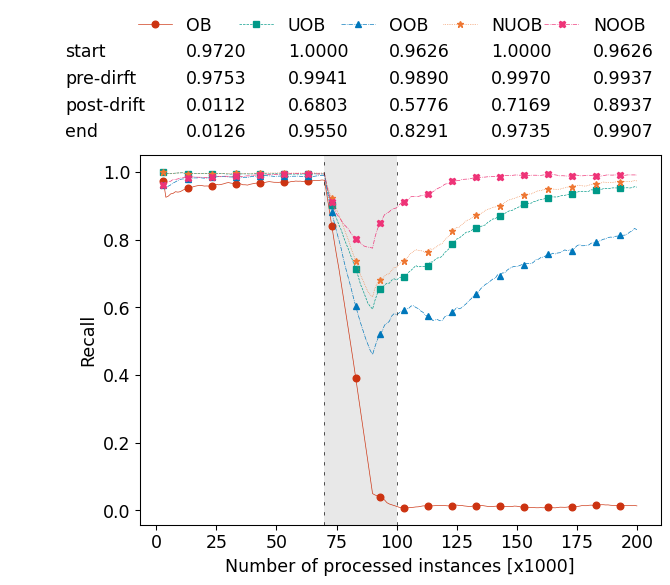 OB UOB OOB NUOB NOOB
start 0.9720 1.0000 0.9626 1.0000 0.9626
pre-dirft 0.9753 0.9941 0.9890 0.9970 0.9937
post-drift 0.0112 0.6803 0.5776 0.7169 0.8937
end 0.0126 0.9550 0.8291 0.9735 0.9907
1.0
0.8
0.6
0.4
0.2
0.0
Recall
0 25 50 75 100 125 150 175 200
Number of processed instances [x1000]